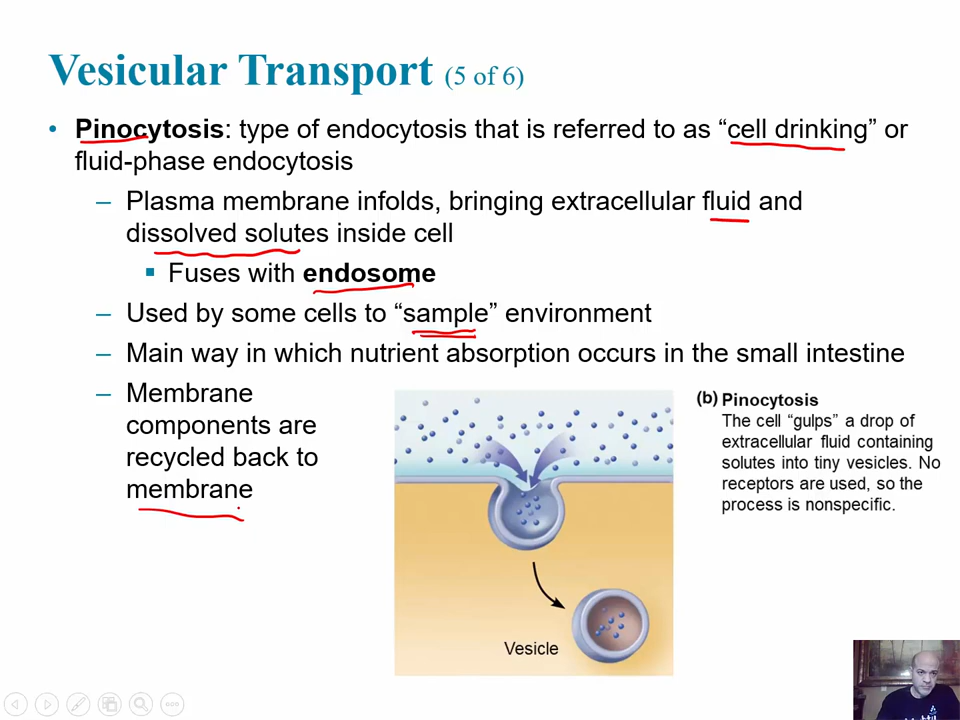 Vesicular Transport (5 of 6)
• Pinocytosis: type of endocytosis that is referred to as “cell drinking” or
fluid-phase endocytosis
– Plasma membrane infolds, bringing extracellular fluid and
dissolved solutes inside cell
▪ Fuses with endosome
– Used by some cells to “sample” environment
– Main way in which nutrient absorption occurs in the small intestine
– Membrane
components are
recycled back to
membrane
(b) Pinocytosis
The cell “gulps” a drop of
extracellular fluid containing
solutes into tiny vesicles. No
receptors are used, so the
process is nonspecific.
Vesicle